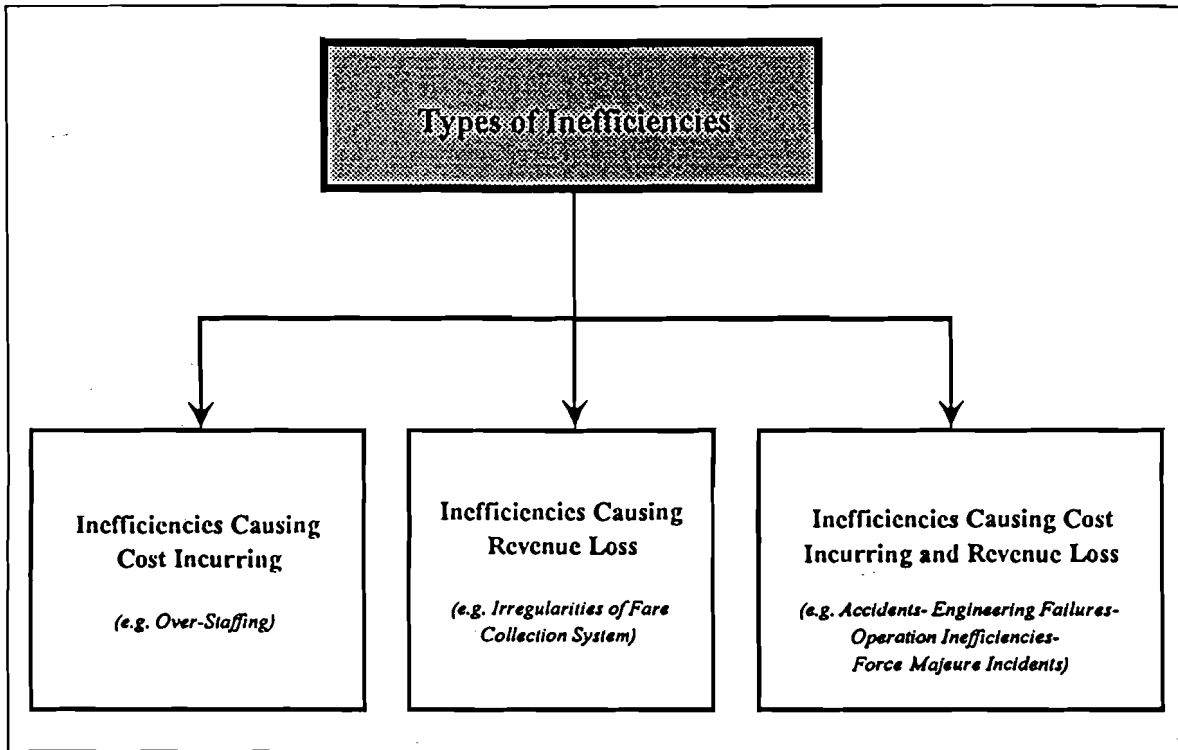 Types of Inefficiencies
Inefficiencies Causing
Cost Incurring
(e.g. Over-Staffing)
Inefficiencies Causing
Revenue Loss
(e.g. Irregularities of Fare
Collection System)
Inefficiencies Causing Cost
Incurring and Revenue Loss
(e.g. Accidents- Engineering Failures-
Operation Inefficiencies-
Force Majeure Incidents)